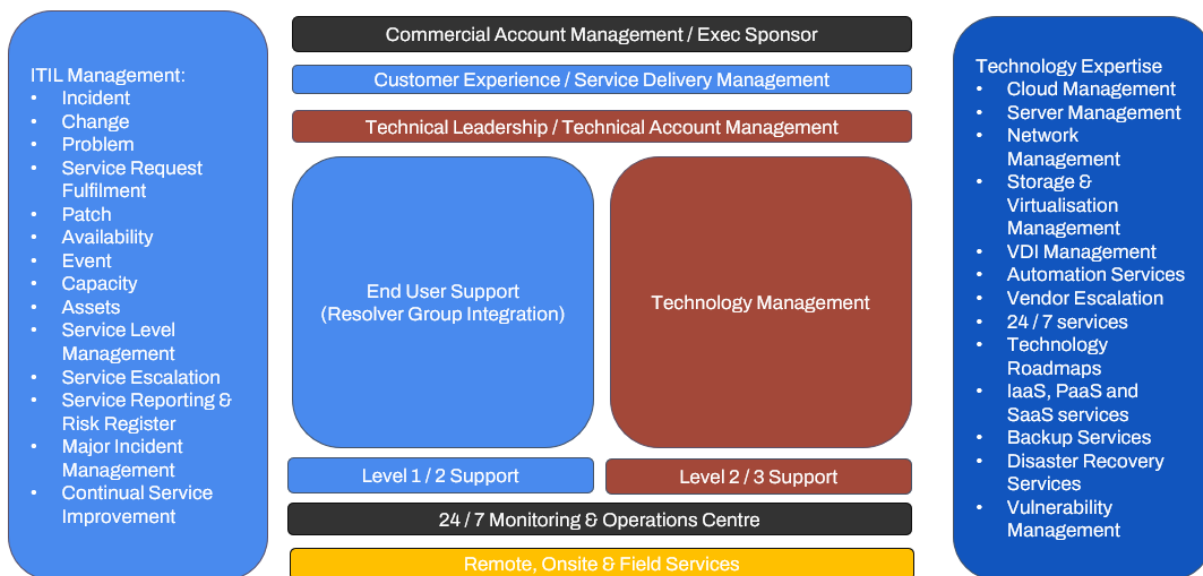 ITIL Management:
• Incident
• Change
• Problem
• Service Request
Fulfilment
• Patch
• Availability
• Event
• Capacity
• Assets
• Service Level
Management
• Service Escalation
• Service Reporting &
Risk Register
• Major Incident
Management
• Continual Service
Improvement
Commercial Account Management / Exec Sponsor
Customer Experience / Service Delivery Management
Technical Leadership / Technical Account Management
End User Support
(Resolver Group Integration)
Technology Management
Level 1 / 2 Support
Level 2 / 3 Support
24 / 7 Monitoring & Operations Centre
Remote, Onsite & Field Services
Technology Expertise
• Cloud Management
• Server Management
• Network
Management
• Storage &
Virtualisation
Management
• VDI Management
• Automation Services
• Vendor Escalation
• 24 / 7 services
• Technology
Roadmaps
• IaaS, PaaS and
SaaS services
• Backup Services
• Disaster Recovery
Services
• Vulnerability
Management